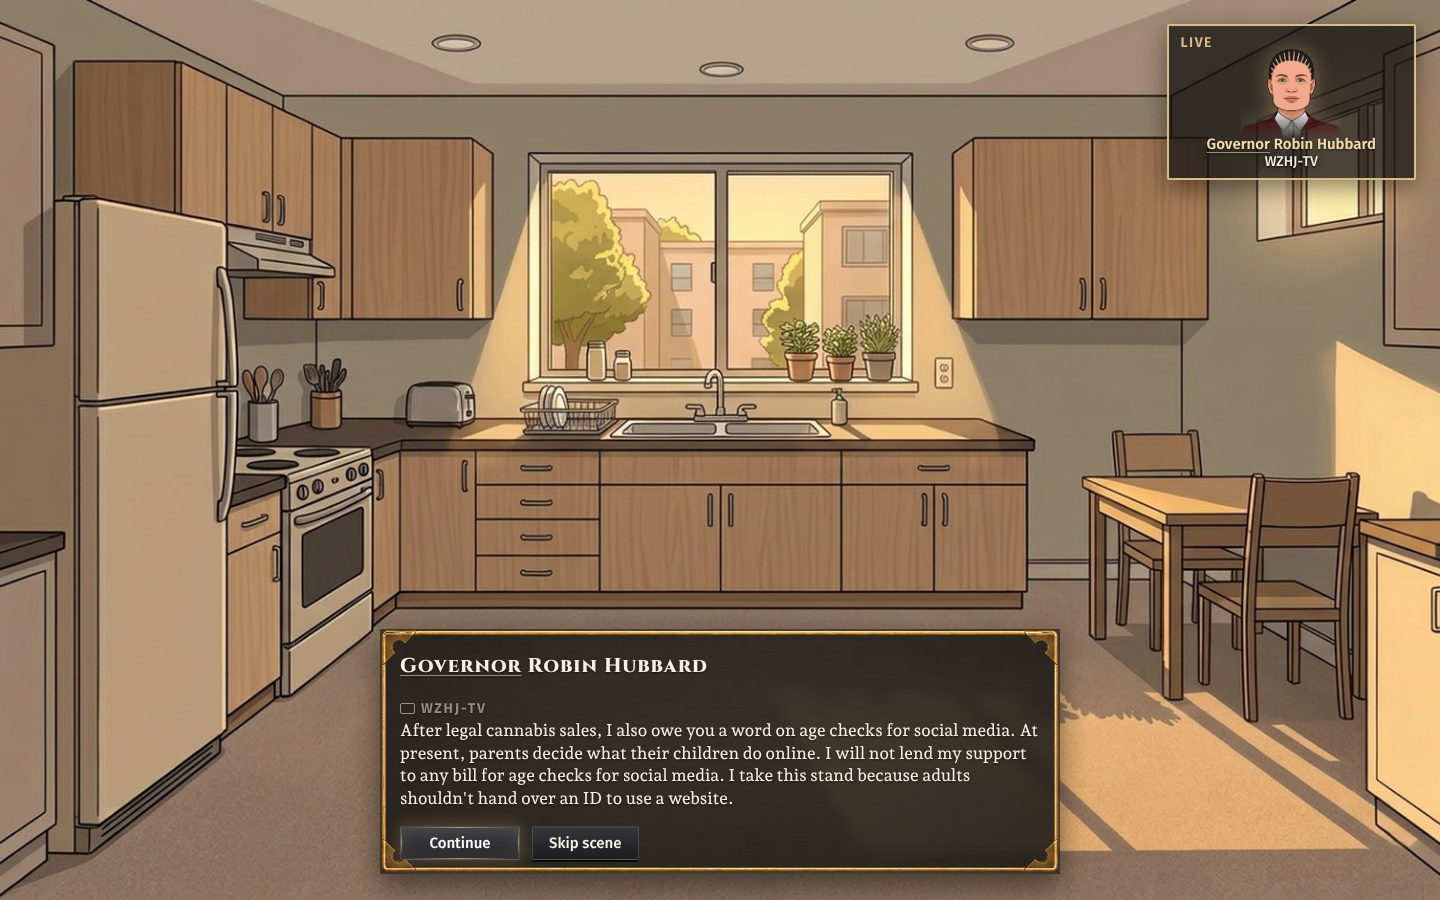 LIVE
Governor Robin Hubbard
WZHJ-TV
Governor Robin Hubbard
WZHJ-TV
After legal cannabis sales, I also owe you a word on age checks for social media. At
present, parents decide what their children do online. I will not lend my support
to any bill for age checks for social media. I take this stand because adults
shouldn't hand over an ID to use a website.
Continue
Skip scene